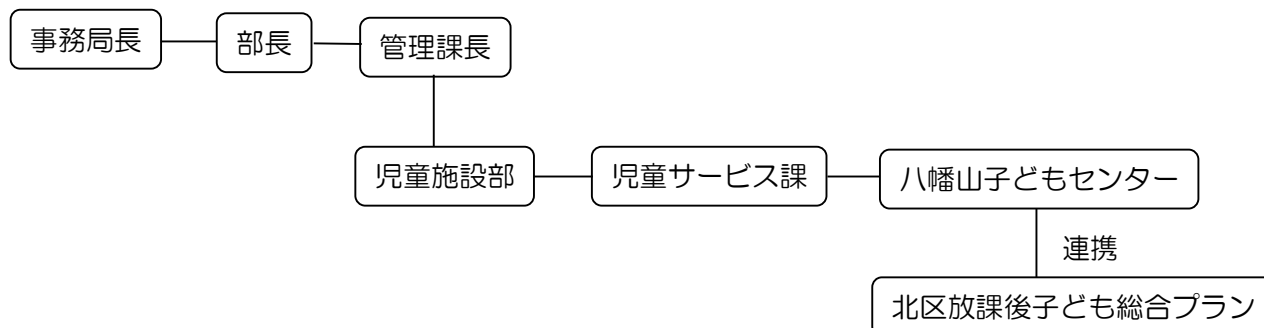 事務局長
部長
管理課長
児童施設部
児童サービス課
八幡山子どもセンター
連携
北区放課後子ども総合プラン